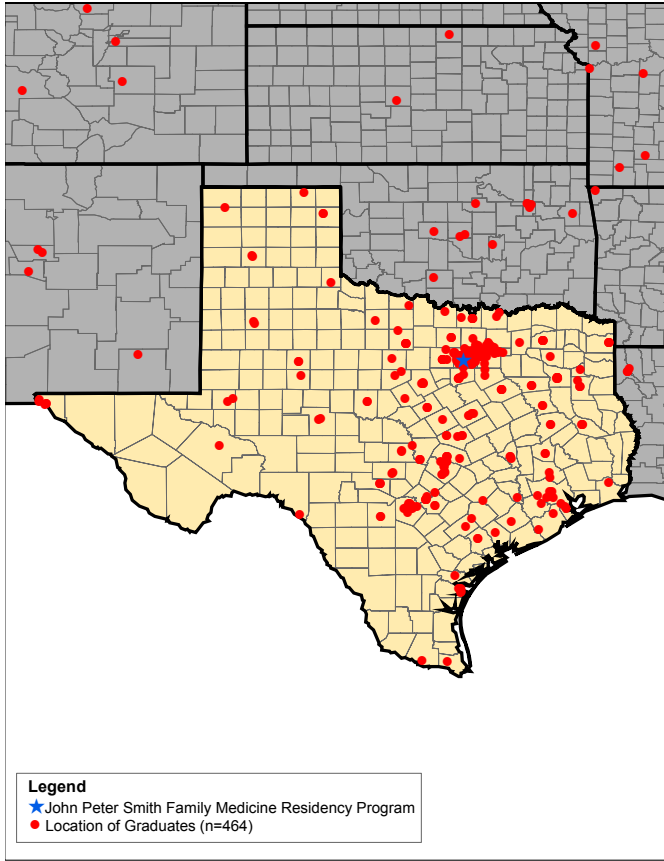 Legend
John Peter Smith Family Medicine Residency Program
Location of Graduates (n=464)